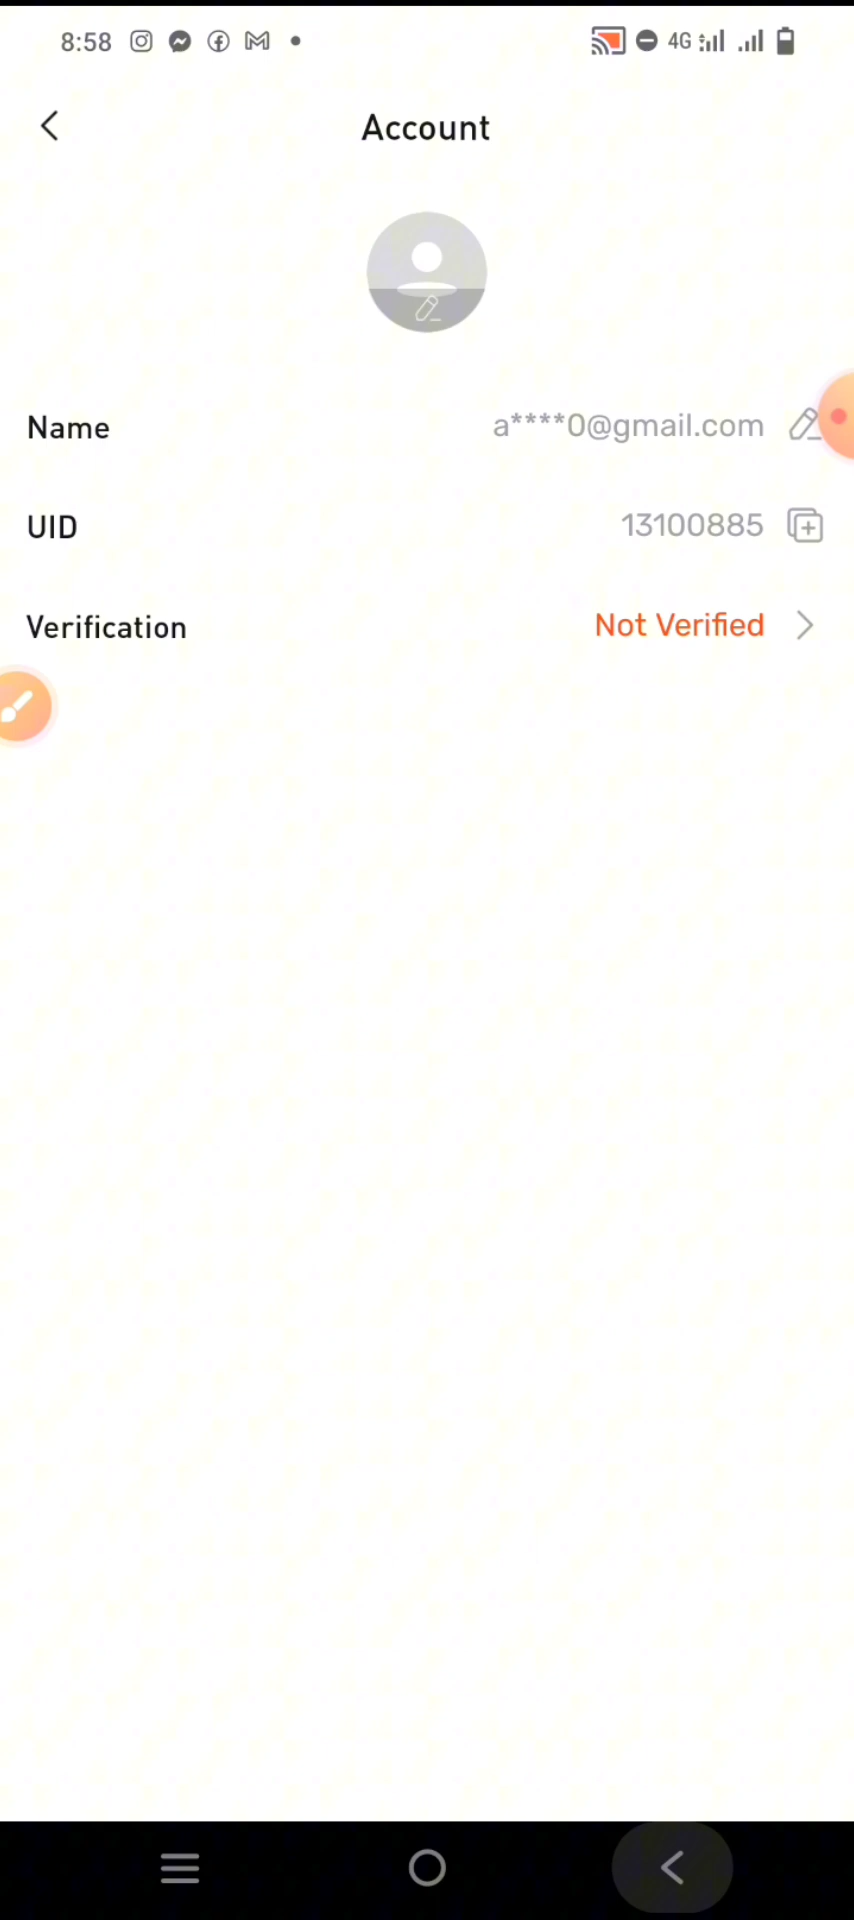 8:58 4G
Account
Name a****0@gmail.com
UID 13100885
Verification Not Verified